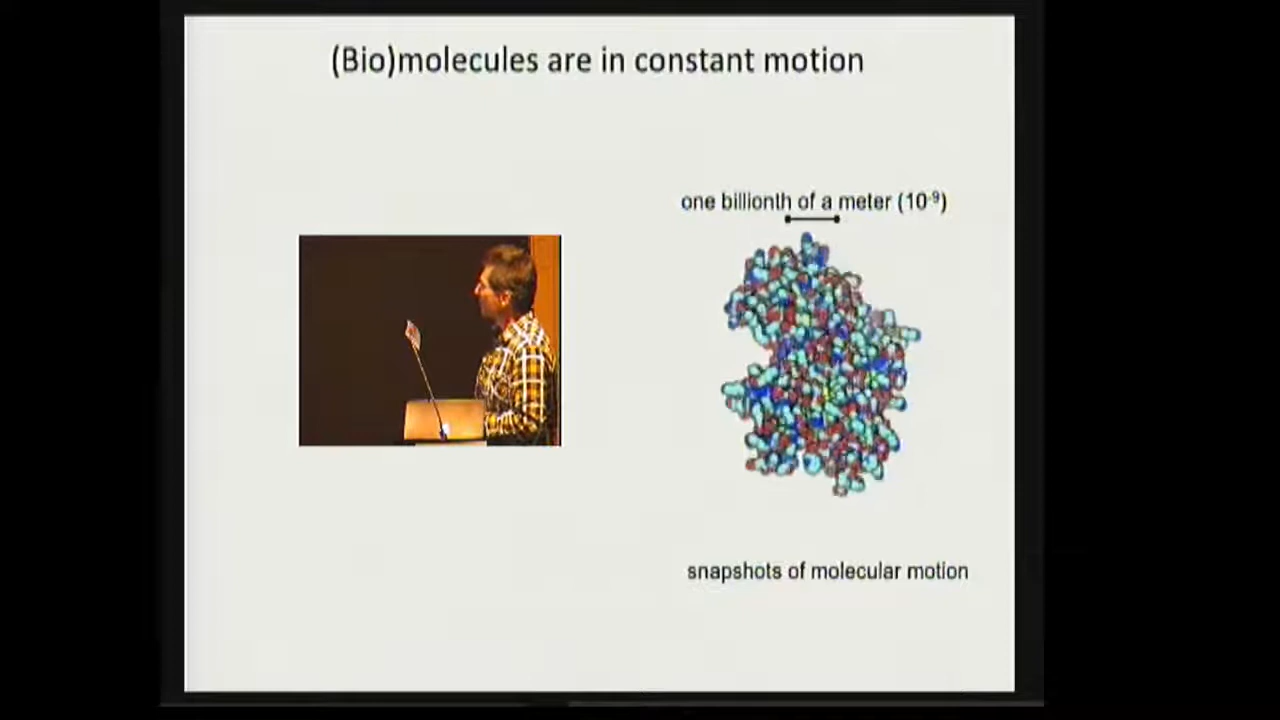 (Bio)molecules are in constant motion
one billionth of a meter (10⁻⁹)
snapshots of molecular motion